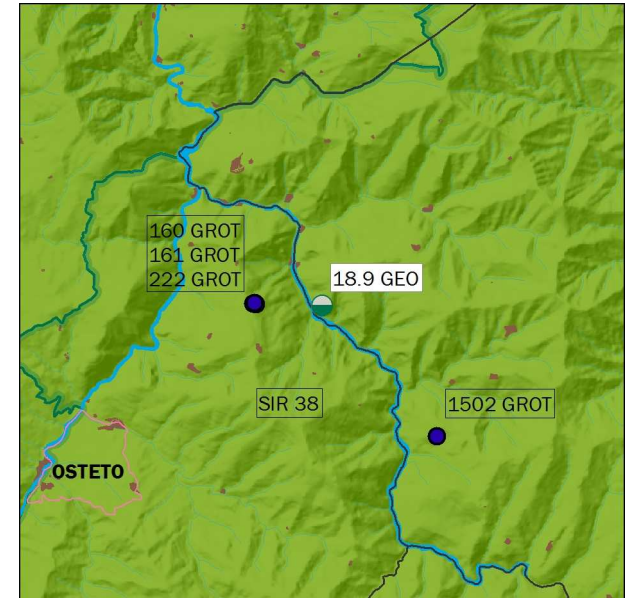 160 GROT
161 GROT
222 GROT
18.9 GEO
SIR 38
1502 GROT
OSTETO